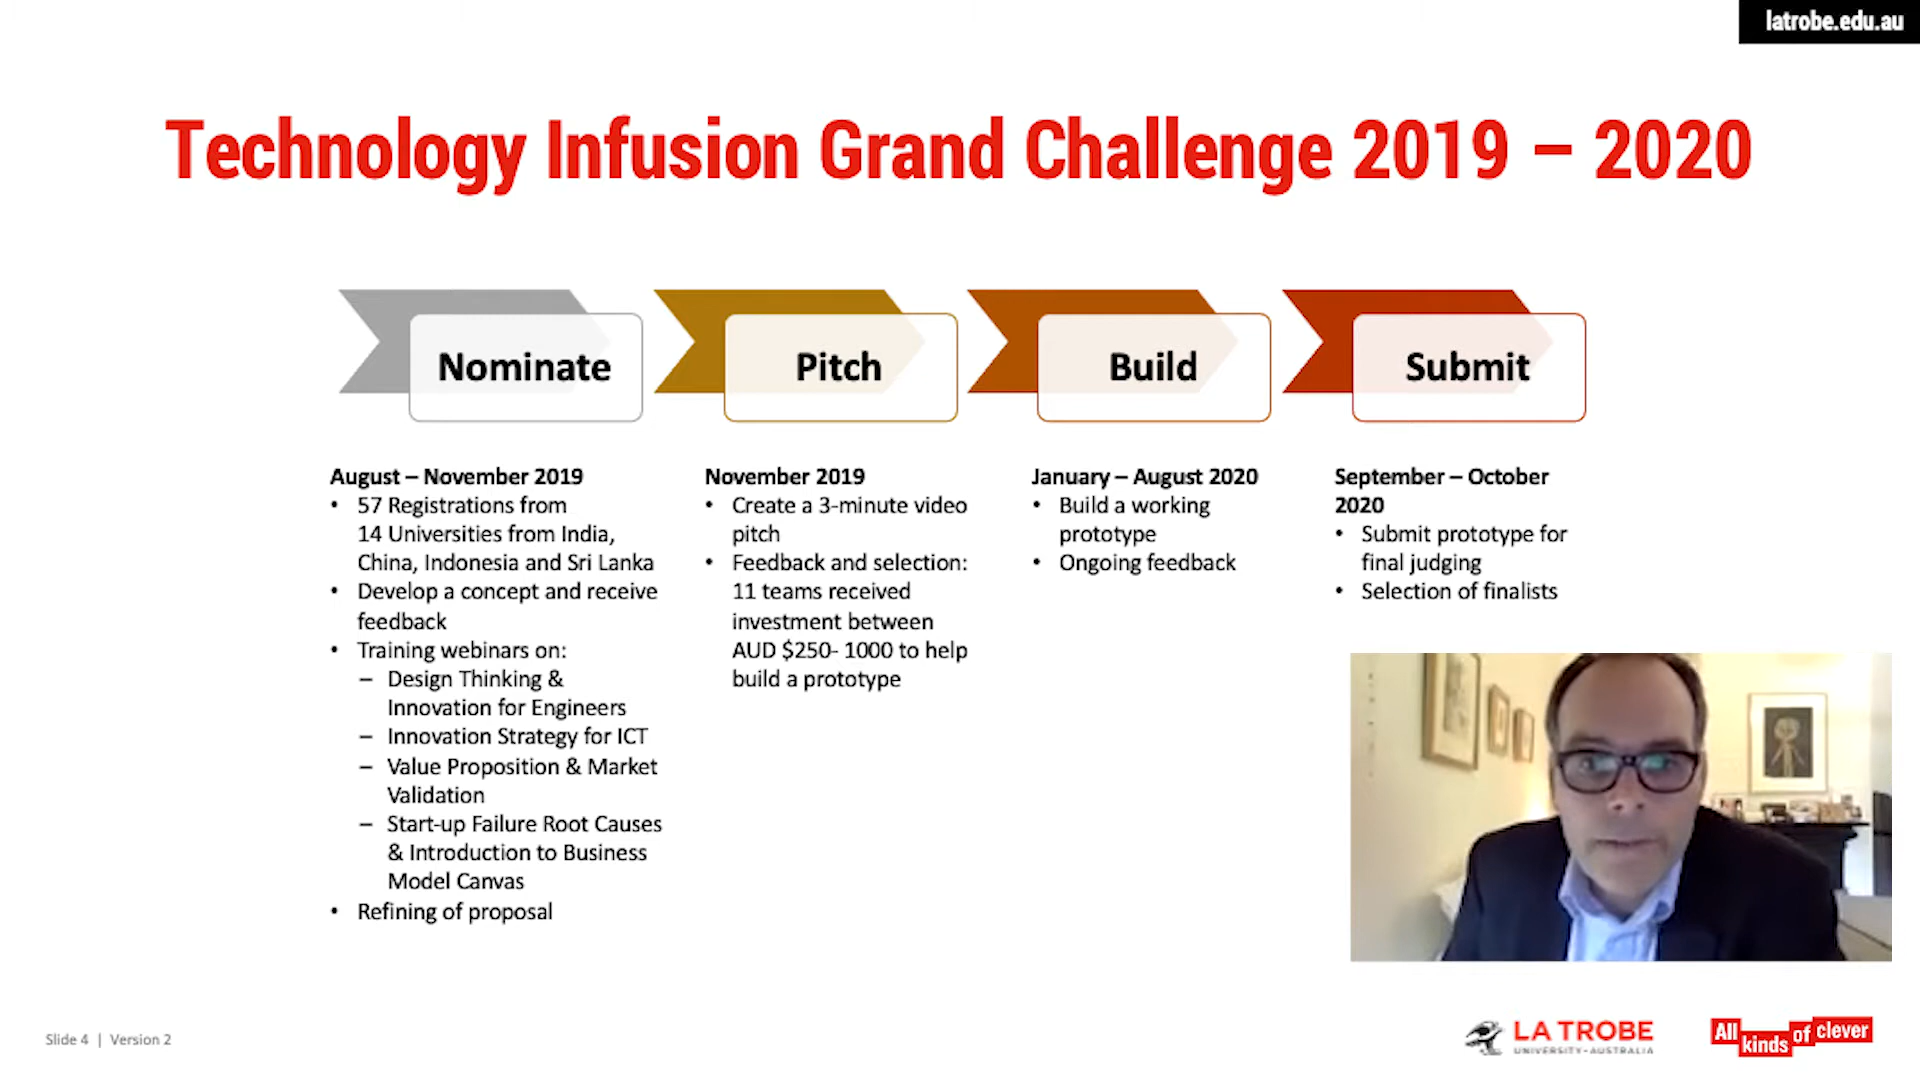 latrobe.edu.au
Technology Infusion Grand Challenge 2019 – 2020
Nominate
Pitch
Build
Submit
August – November 2019
• 57 Registrations from
14 Universities from India,
China, Indonesia and Sri Lanka
• Develop a concept and receive
feedback
• Training webinars on:
– Design Thinking &
Innovation for Engineers
– Innovation Strategy for ICT
– Value Proposition & Market
Validation
– Start-up Failure Root Causes
& Introduction to Business
Model Canvas
• Refining of proposal
November 2019
• Create a 3-minute video
pitch
• Feedback and selection:
11 teams received
investment between
AUD $250- 1000 to help
build a prototype
January – August 2020
• Build a working
prototype
• Ongoing feedback
September – October
2020
• Submit prototype for
final judging
• Selection of finalists
Slide 4 | Version 2
LA TROBE
UNIVERSITY-AUSTRALIA
All kinds of clever